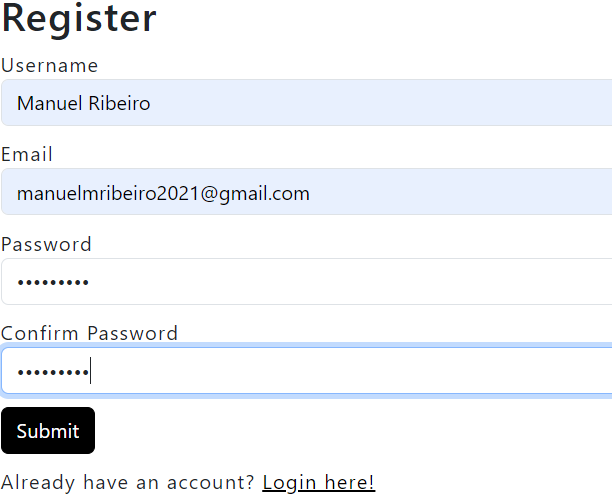 Register
Username
Manuel Ribeiro
Email
manuelmribeiro2021@gmail.com
Password
•••••••••
Confirm Password
•••••••••
Submit
Already have an account? Login here!